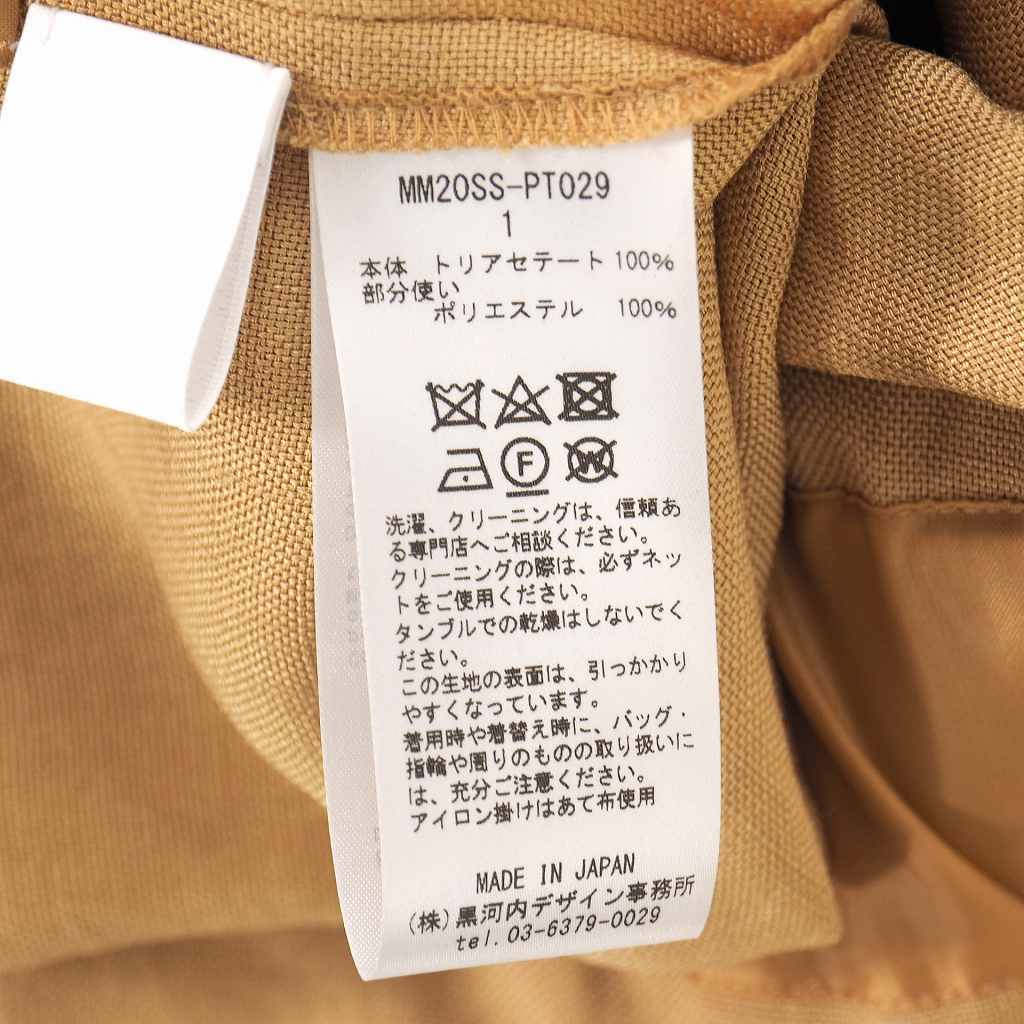 MM20SS-PT029
1
本体 トリアセテート 100%
部分使い
ポリエステル 100%
F W
洗濯、クリーニングは、信頼あ
る専門店へご相談ください。
クリーニングの際は、必ずネッ
トをご使用ください。
タンブルでの乾燥はしないでく
ださい。
この生地の表面は、引っかかり
やすくなっています。
着用時や着替え時に、バッグ・
指輪や周りのものの取り扱いに
は、充分ご注意ください。
アイロン掛けはあて布使用
MADE IN JAPAN
(株)黒河内デザイン事務所
tel. 03-6379-0029